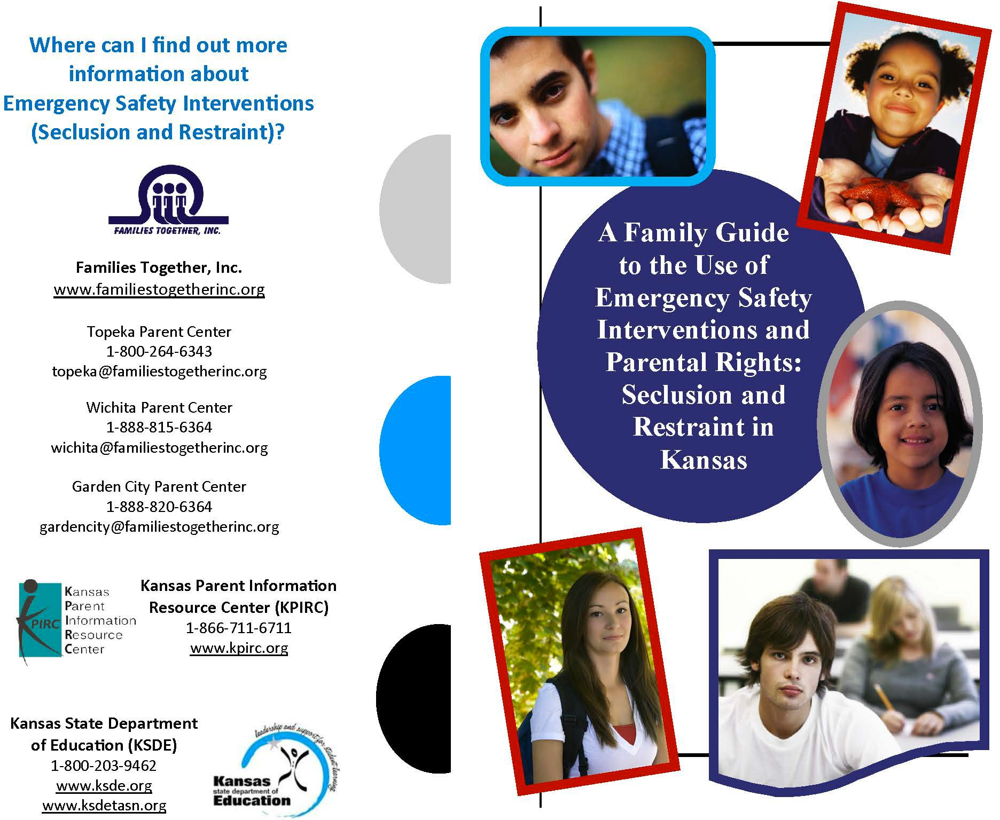 Where can I find out more
information about
Emergency Safety Interventions
(Seclusion and Restraint)?
FAMILIES TOGETHER, INC.
Families Together, Inc.
www.familiestogetherinc.org
Topeka Parent Center
1-800-264-6343
topeka@familiestogetherinc.org
Wichita Parent Center
1-888-815-6364
wichita@familiestogetherinc.org
Garden City Parent Center
1-888-820-6364
gardencity@familiestogetherinc.org
KPIRC
Kansas
Parent
Information
Resource
Center
Kansas Parent Information
Resource Center (KPIRC)
1-866-711-6711
www.kpirc.org
Kansas State Department
of Education (KSDE)
1-800-203-9462
www.ksde.org
www.ksdetasn.org
leadership and support for student learning
Kansas
state department of
Education
A Family Guide
to the Use of
Emergency Safety
Interventions and
Parental Rights:
Seclusion and
Restraint in
Kansas